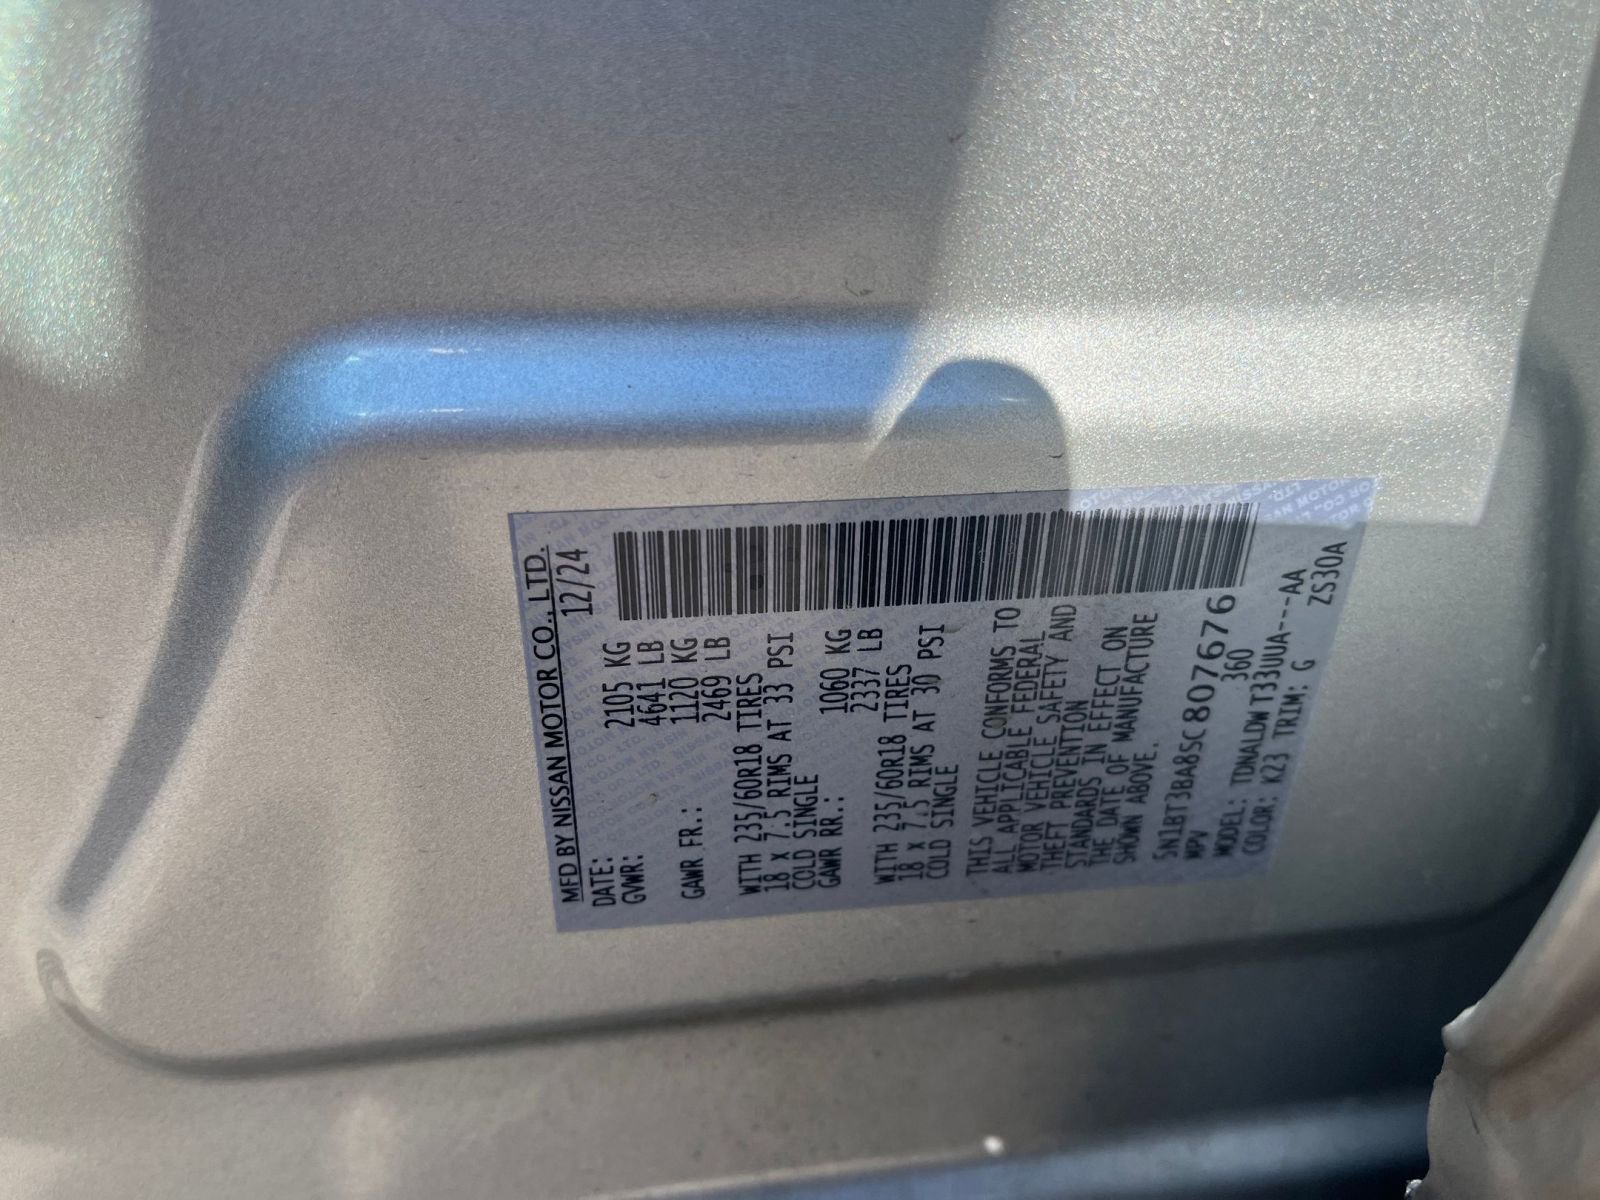 MFD BY NISSAN MOTOR CO., LTD.
DATE: 12/24
GVWR: 2105 KG
4641 LB
GAWR FR.: 1120 KG
2469 LB
WITH 235/60R18 TIRES
18 X 7.5 RIMS AT 33 PSI
COLD SINGLE
GAWR RR.: 1060 KG
2337 LB
WITH 235/60R18 TIRES
18 X 7.5 RIMS AT 30 PSI
COLD SINGLE
THIS VEHICLE CONFORMS TO
ALL APPLICABLE FEDERAL
MOTOR VEHICLE SAFETY AND
THEFT PREVENTION
STANDARDS IN EFFECT ON
THE DATE OF MANUFACTURE
SHOWN ABOVE.
5N1BT3BA8SC807676
MPV 360
MODEL: TDNALDWT33UUA---AA
COLOR: K23 TRIM: G ZS30A